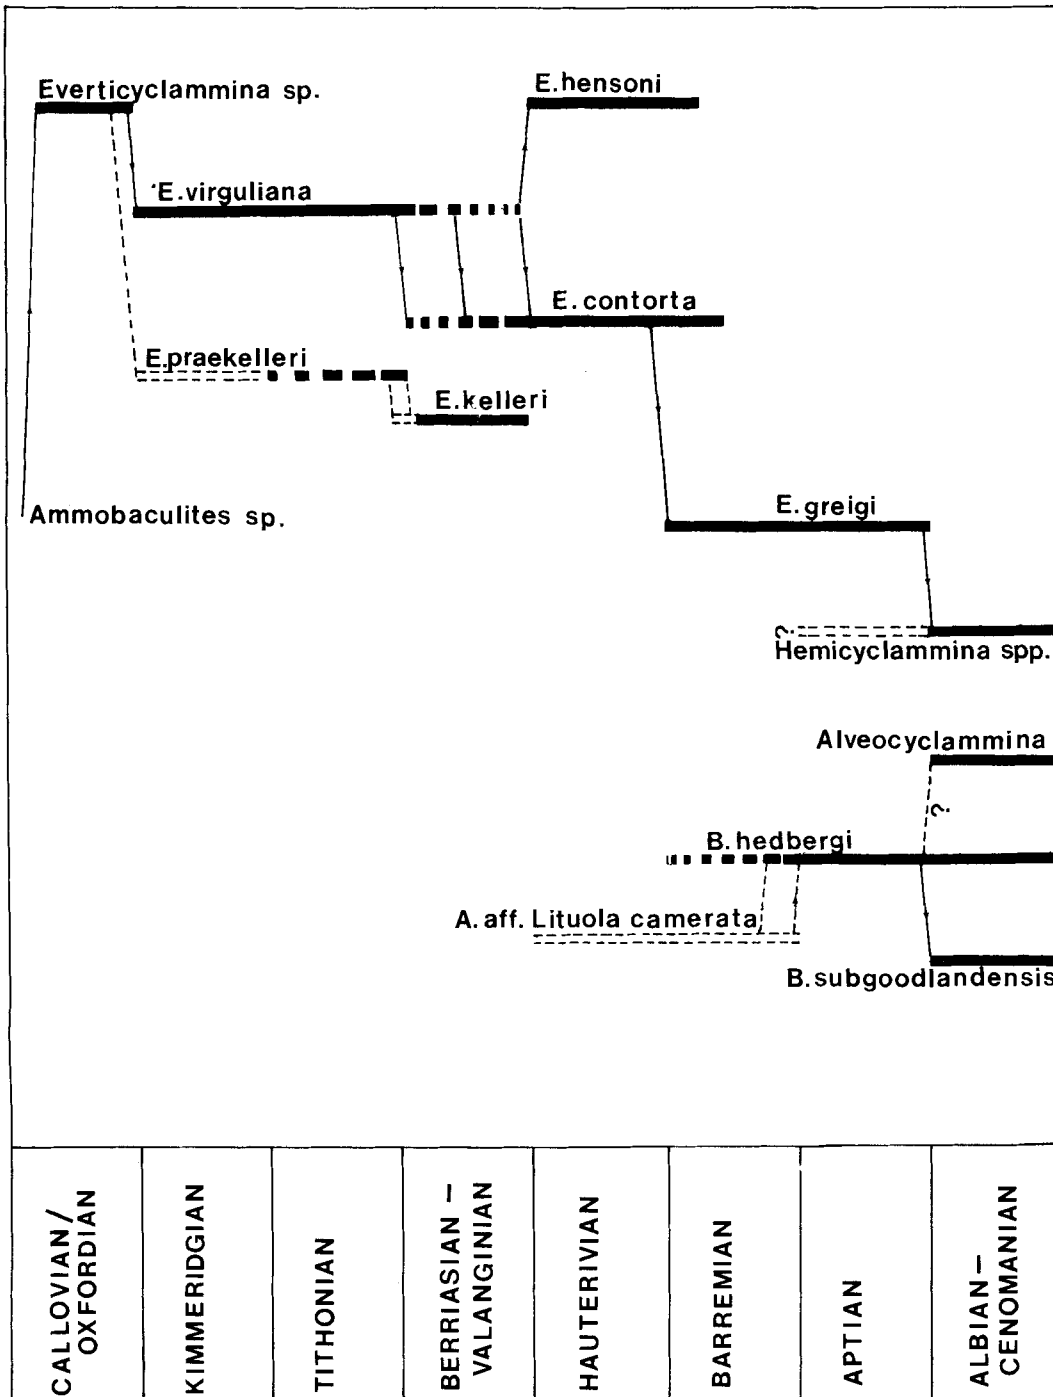 Everticyclammina sp.
E.hensoni
E.virguliana
E.contorta
E.praekelleri
E.kelleri
Ammobaculites sp.
E.greigi
?
Hemicyclammina spp.
Alveocyclammina
?
B.hedbergi
A.aff. Lituola camerata
B.subgoodlandensis
CALLOVIAN/
OXFORDIAN
KIMMERIDGIAN
TITHONIAN
BERRIASIAN –
VALANGINIAN
HAUTERIVIAN
BARREMIAN
APTIAN
ALBIAN–
CENOMANIAN